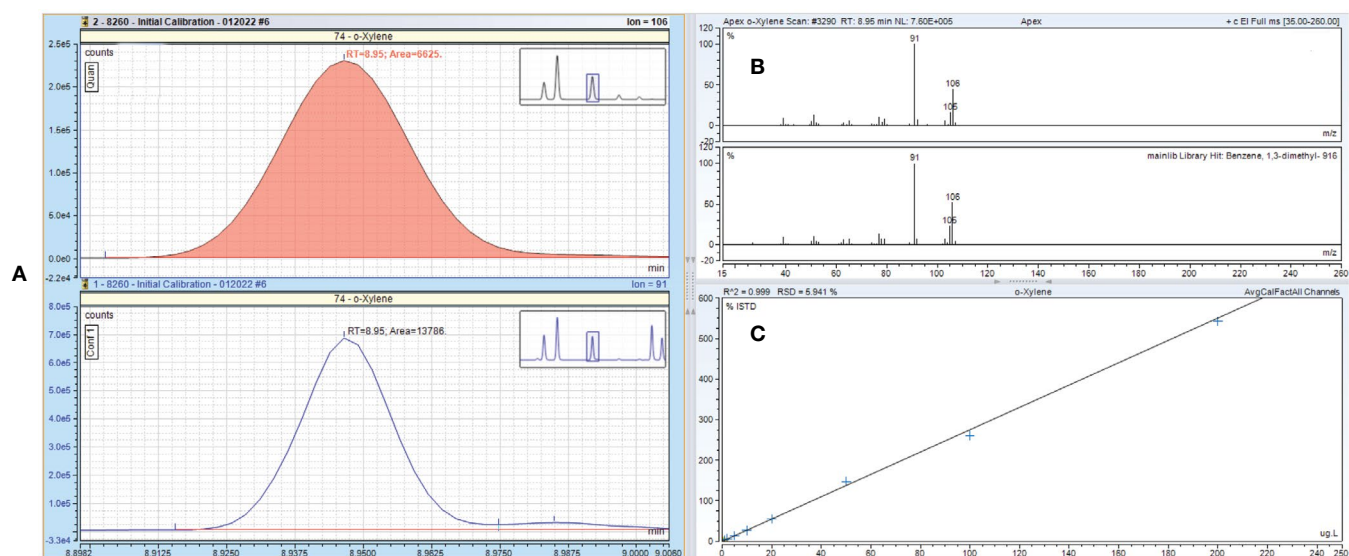 2 - 8260 - Initial Calibration - 012022 #6 Ion = 106
74 - o-Xylene
2.5e5 counts
RT=8.95; Area=6625.
Quan
2.0e5
1.5e5
1.0e5
5.0e4
0.0e0
-2.2e4
min
A
1 - 8260 - Initial Calibration - 012022 #6 Ion = 91
74 - o-Xylene
8.0e5 counts
RT=8.95; Area=13786.
Conf 1
7.0e5
6.0e5
5.0e5
4.0e5
3.0e5
2.0e5
1.0e5
0.0e0
-3.3e4
min
8.8982 8.9125 8.9250 8.9375 8.9500 8.9625 8.9750 8.9875 9.0000 9.0060
Apex o-Xylene Scan: #3290 RT: 8.95 min NL: 7.60E+005 Apex + c EI Full ms [35.00-260.00]
120
%
B
91
100
50
106
105
0
-20
m/z
120
%
mainlib Library Hit: Benzene, 1,3-dimethyl- 916
91
100
50
106
105
0
-20
m/z
15 40 60 80 100 120 140 160 180 200 220 240 260
R^2 = 0.999 RSD = 5.941 % o-Xylene AvgCalFactAll Channels
600
% ISTD
C
500
400
300
200
100
0
ug.L
0 20 40 60 80 100 120 140 160 180 200 220 250